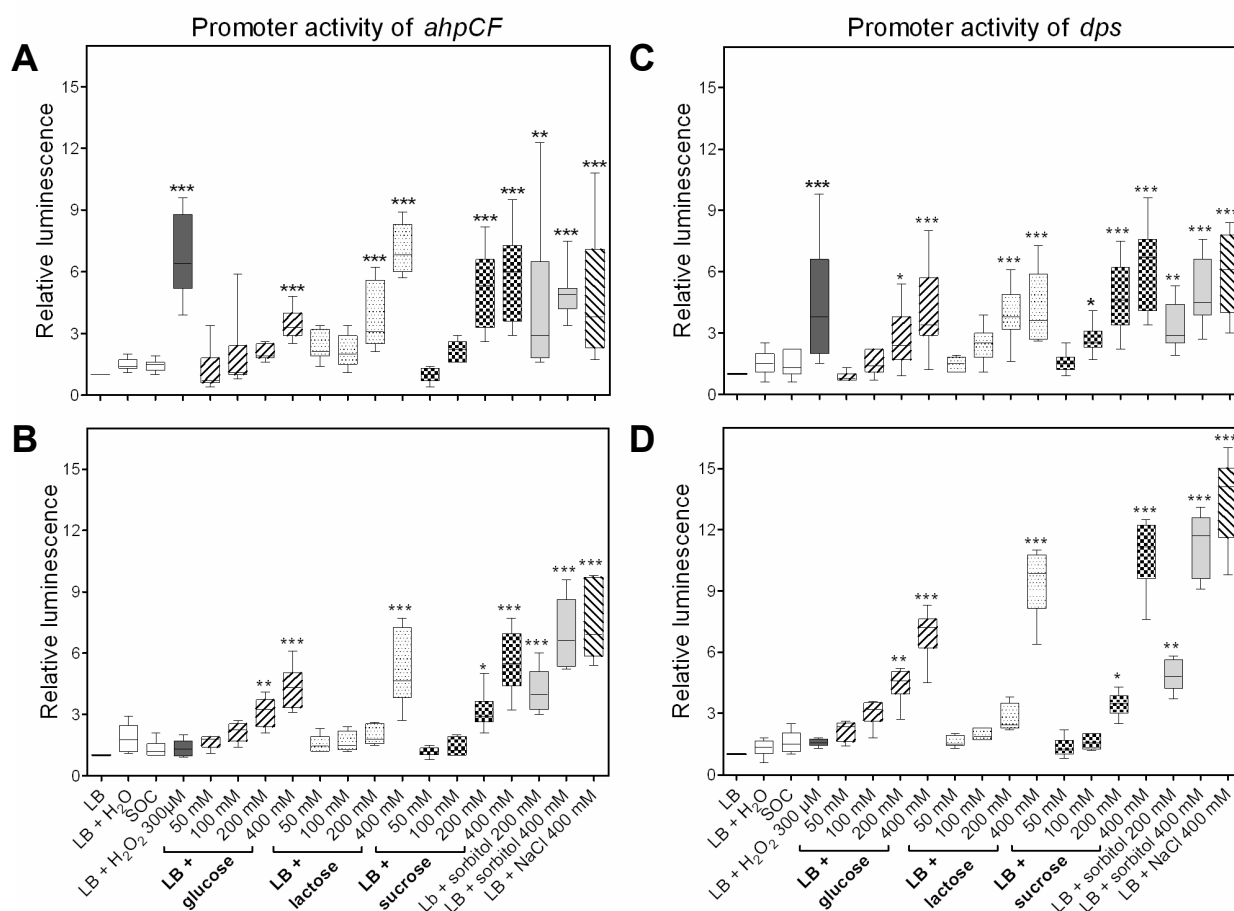 Promoter activity of ahpCF
A
Relative luminescence
15
12
9
6
3
0
*** *** *** *** *** *** ** *** ***
Promoter activity of dps
C
Relative luminescence
15
12
9
6
3
0
*** * *** *** *** * *** *** ** *** ***
B
Relative luminescence
15
12
9
6
3
0
** *** *** * *** *** *** ***
LB
LB + H2O
SOC
LB + H2O2 300µM
50 mM
100 mM
200 mM
400 mM
50 mM
100 mM
200 mM
400 mM
50 mM
100 mM
200 mM
400 mM
Lb + sorbitol 200 mM
LB + sorbitol 400 mM
LB + NaCl 400 mM
LB +
glucose
LB +
lactose
LB +
sucrose
D
Relative luminescence
15
12
9
6
3
0
** *** *** * *** ** *** ***
LB
LB + H2O
SOC
LB + H2O2 300 µM
50 mM
100 mM
200 mM
400 mM
50 mM
100 mM
200 mM
400 mM
50 mM
100 mM
200 mM
400 mM
LB + sorbitol 200 mM
LB + sorbitol 400 mM
LB + NaCl 400 mM
LB +
glucose
LB +
lactose
LB +
sucrose